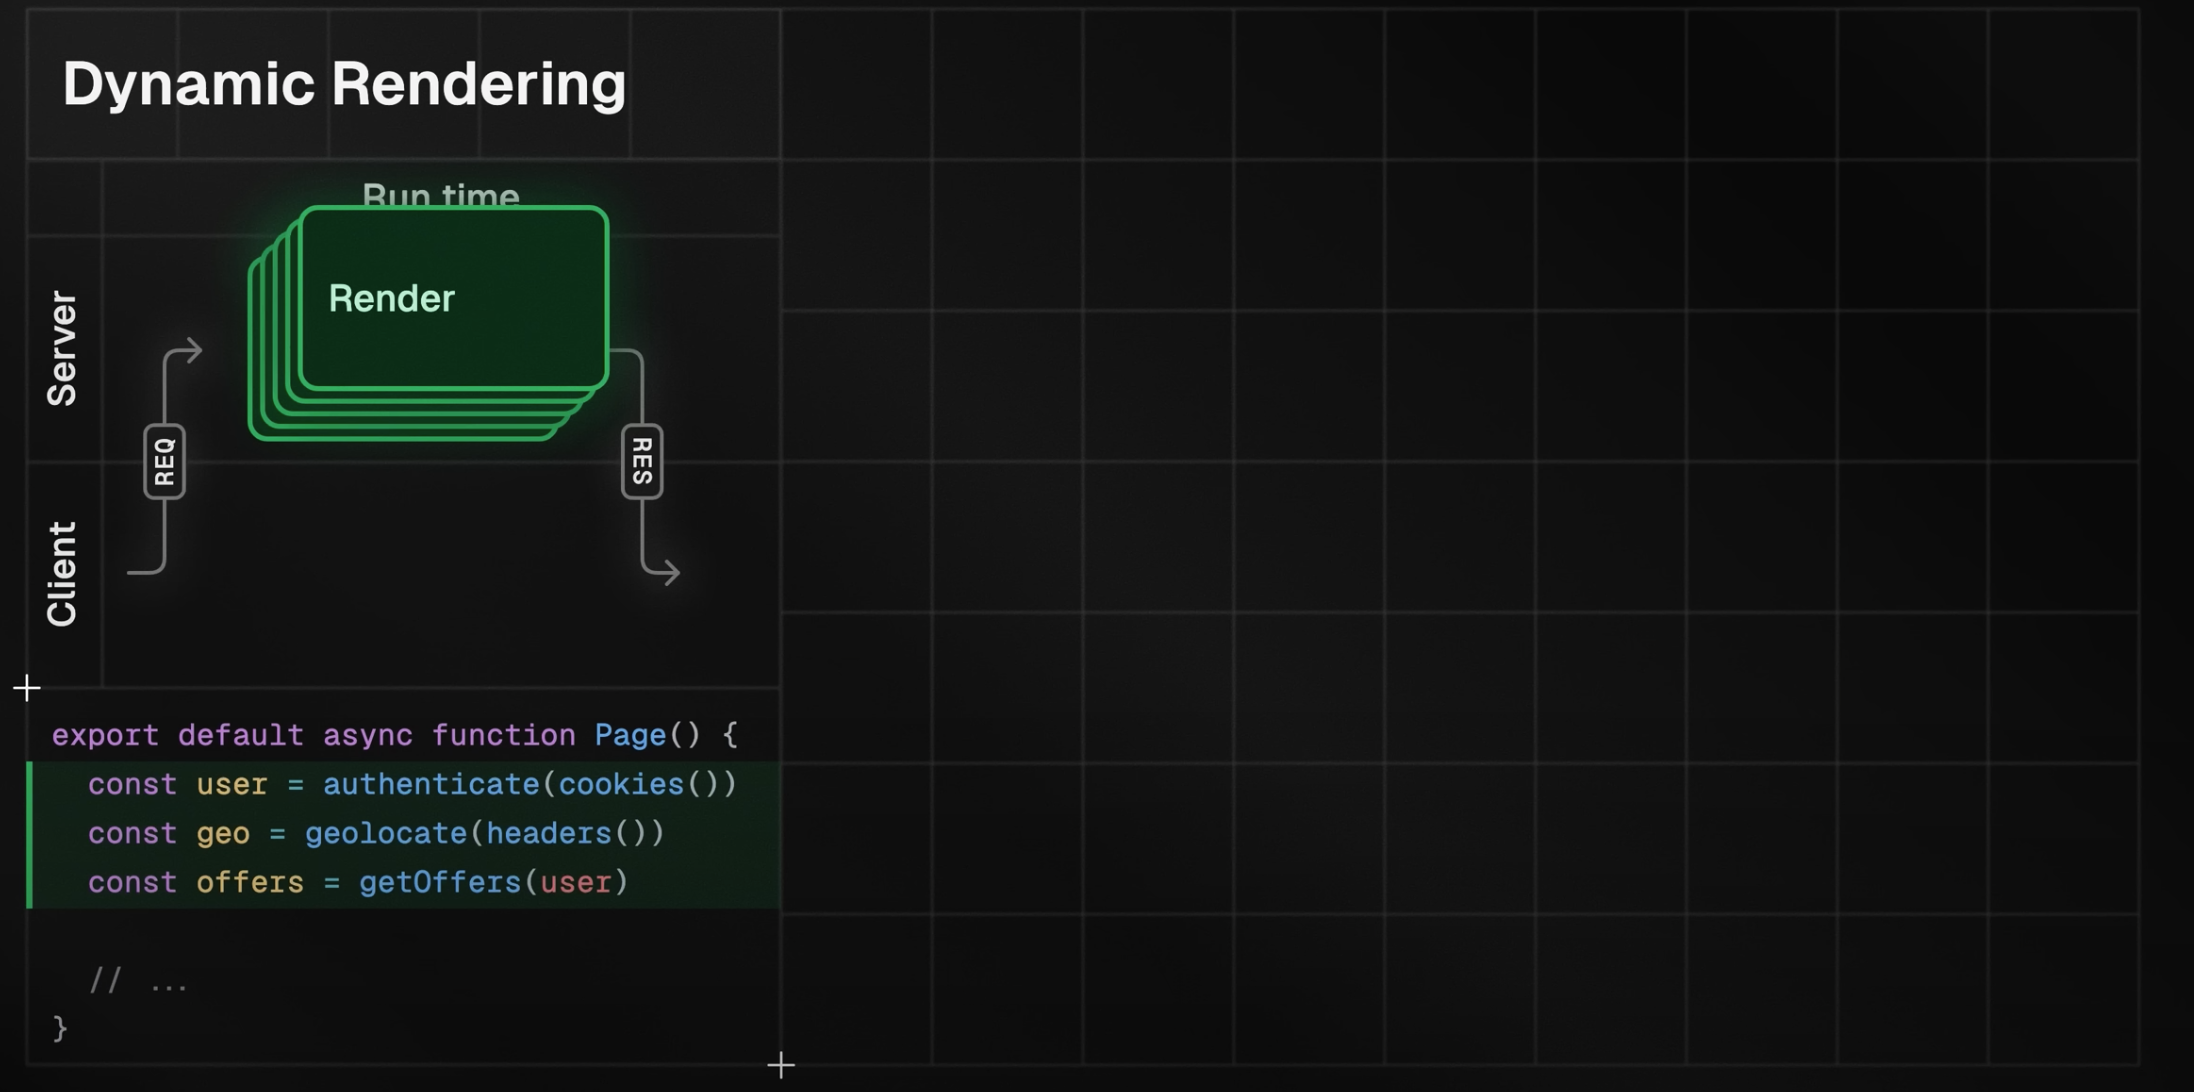 Dynamic Rendering
Run time
Render
Server
REQ
RES
Client
export default async function Page() {
const user = authenticate(cookies())
const geo = geolocate(headers())
const offers = getOffers(user)
// ...
}